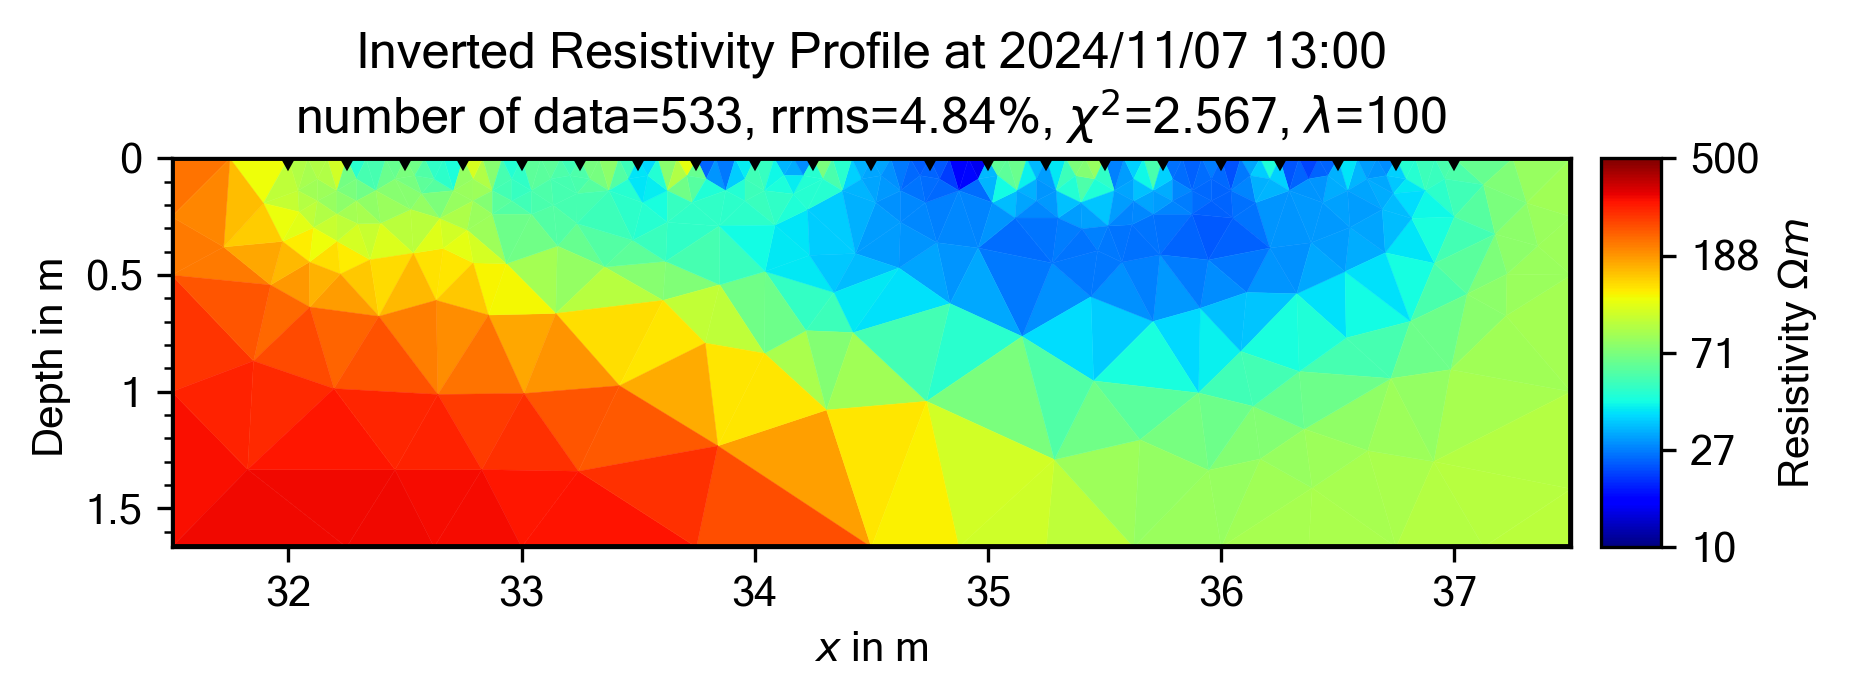 Inverted Resistivity Profile at 2024/11/07 13:00
number of data=533, rrms=4.84%, χ²=2.567, λ=100
0
0.5
1
1.5
Depth in m
32 33 34 35 36 37
x in m
500
188
71
27
10
Resistivity Ωm